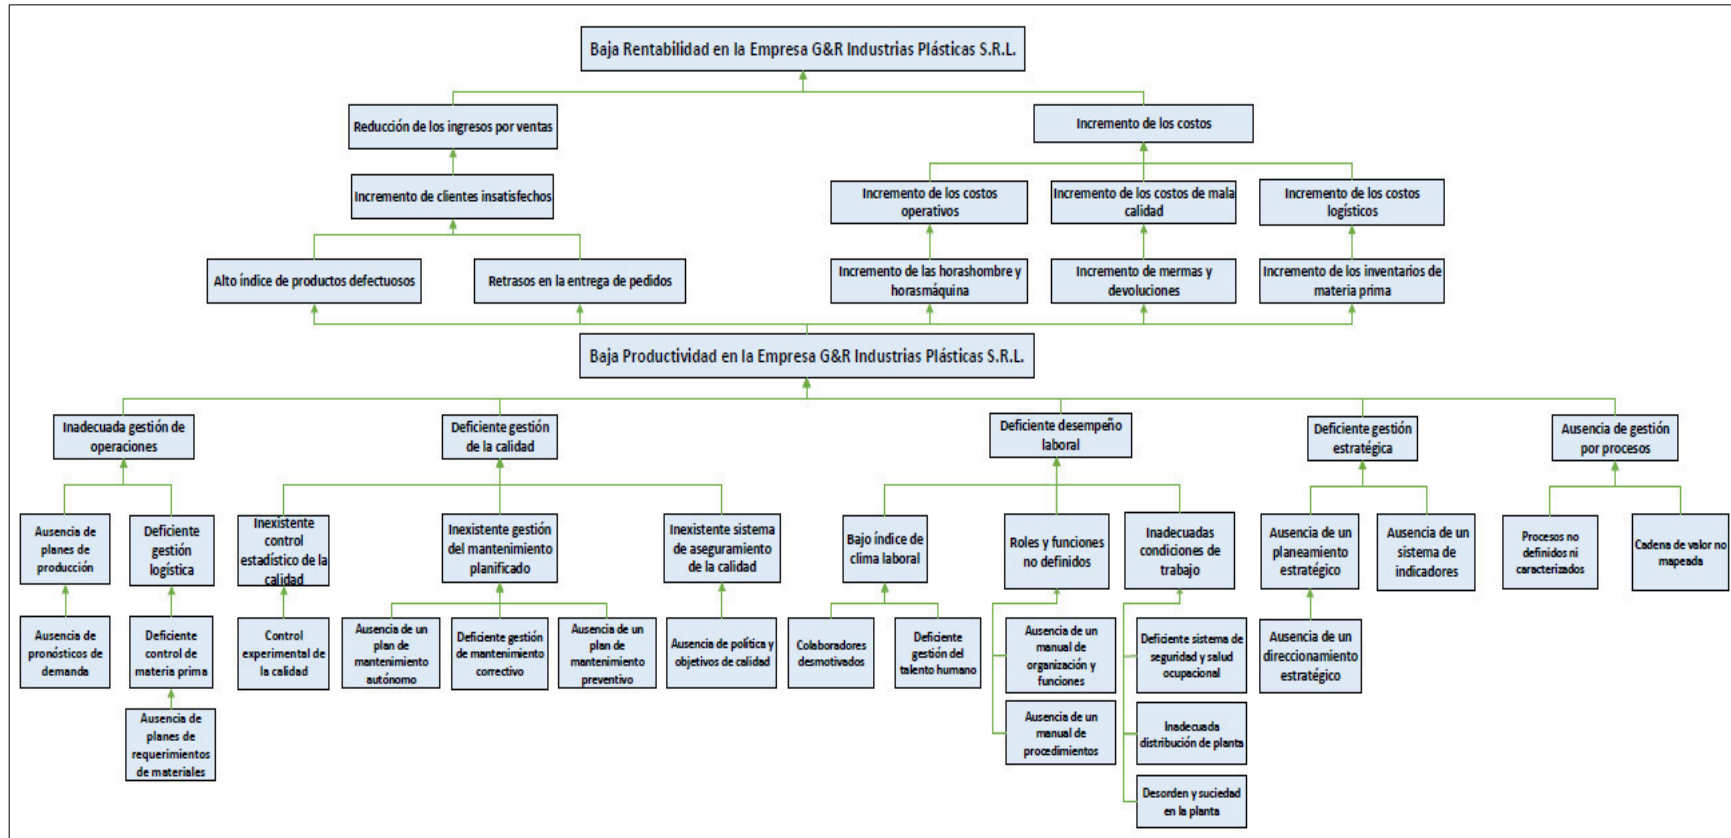 Baja Rentabilidad en la Empresa G&R Industrias Plásticas S.R.L.
Reducción de los ingresos por ventas
Incremento de los costos
Incremento de clientes insatisfechos
Incremento de los costos
operativos
Incremento de los costos de mala
calidad
Incremento de los costos
logísticos
Alto índice de productos defectuosos
Retrasos en la entrega de pedidos
Incremento de las horashombre y
horasmáquina
Incremento de mermas y
devoluciones
Incremento de los inventarios de
materia prima
Baja Productividad en la Empresa G&R Industrias Plásticas S.R.L.
Inadecuada gestión de
operaciones
Deficiente gestión
de la calidad
Deficiente desempeño
laboral
Deficiente gestión
estratégica
Ausencia de gestión
por procesos
Ausencia de
planes de
producción
Deficiente
gestión
logística
Inexistente
control
estadístico de la
calidad
Inexistente gestión
del mantenimiento
planificado
Inexistente sistema
de aseguramiento
de la calidad
Bajo índice de
clima laboral
Roles y funciones
no definidos
Inadecuadas
condiciones de
trabajo
Ausencia de un
planeamiento
estratégico
Ausencia de un
sistema de
indicadores
Procesos no
definidos ni
caracterizados
Cadena de valor no
mapeada
Ausencia de
pronósticos de
demanda
Deficiente
control de
materia prima
Control
experimental de
la calidad
Ausencia de un
plan de
mantenimiento
autónomo
Deficiente gestión
de mantenimiento
correctivo
Ausencia de un
plan de
mantenimiento
preventivo
Ausencia de política y
objetivos de calidad
Colaboradores
desmotivados
Deficiente
gestión del
talento humano
Ausencia de un
manual de
organización y
funciones
Deficiente sistema de
seguridad y salud
ocupacional
Ausencia de un
direccionamiento
estratégico
Ausencia de
planes de
requerimientos
de materiales
Ausencia de un
manual de
procedimientos
Inadecuada
distribución de planta
Desorden y suciedad
en la planta